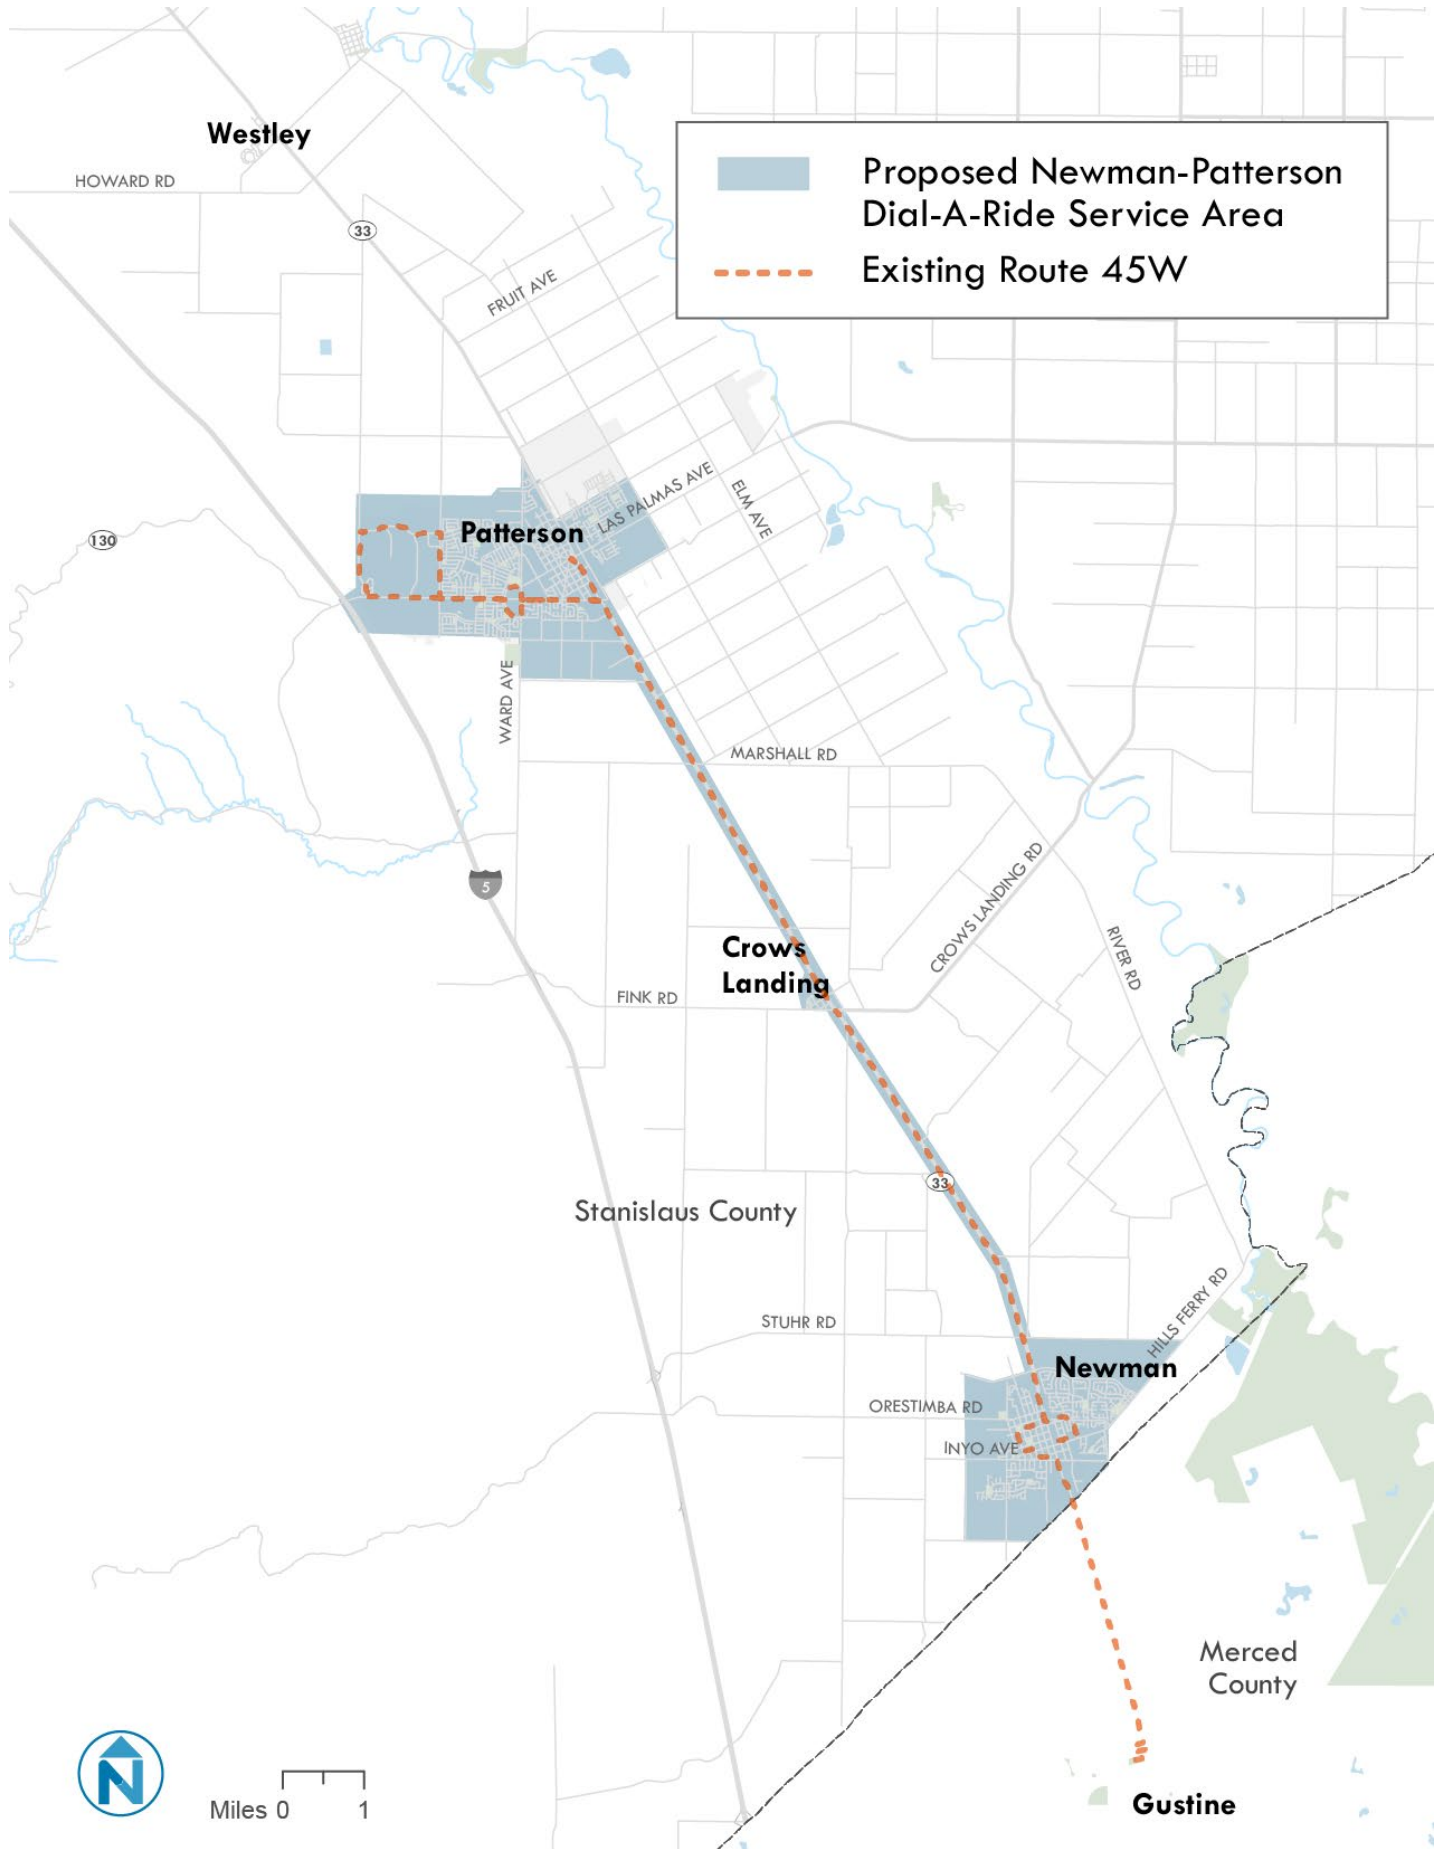 Westley
HOWARD RD
Proposed Newman-Patterson
Dial-A-Ride Service Area
Existing Route 45W
33
FRUIT AVE
LAS PALMAS AVE
ELM AVE
Patterson
130
WARD AVE
MARSHALL RD
5
CROWS LANDING RD
Crows
Landing
RIVER RD
FINK RD
33
Stanislaus County
HILLS FERRY RD
STUHR RD
Newman
ORESTIMBA RD
INYO AVE
Merced
County
N
Miles 0 1
Gustine